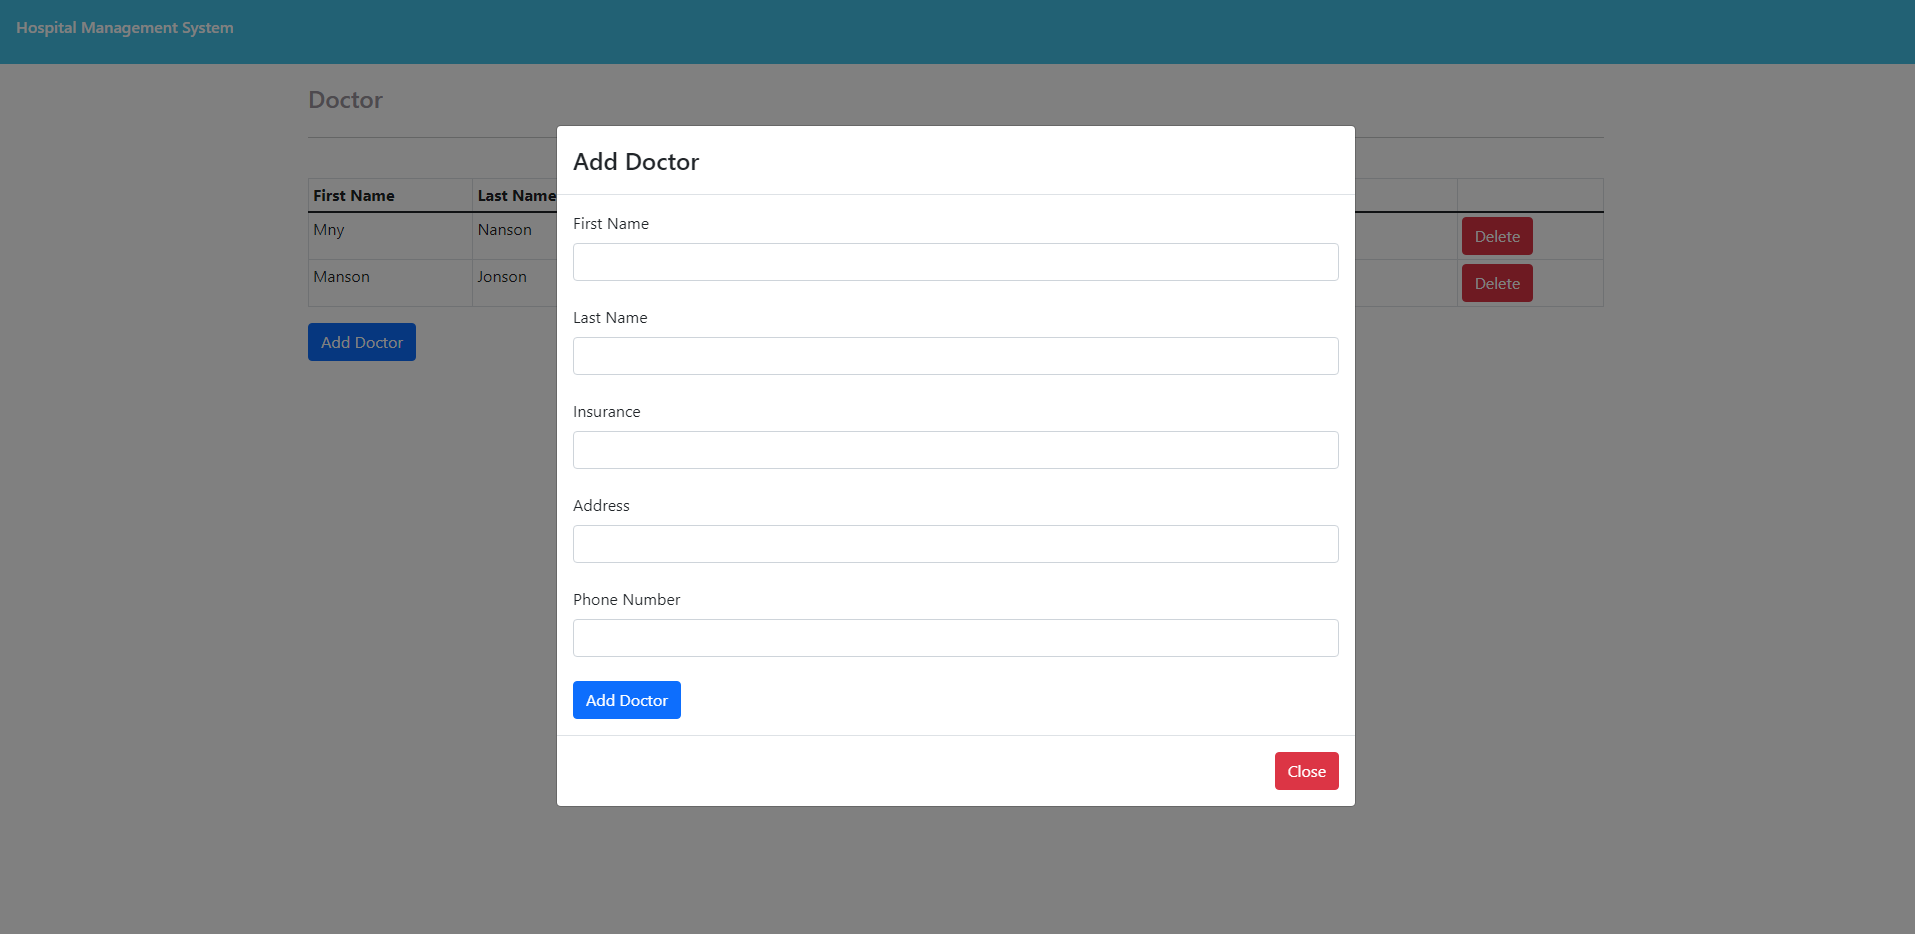 Hospital Management System
Doctor
Add Doctor
First Name Last Name
Mny Nanson Delete
Manson Jonson Delete
Add Doctor
First Name
Last Name
Insurance
Address
Phone Number
Add Doctor
Close